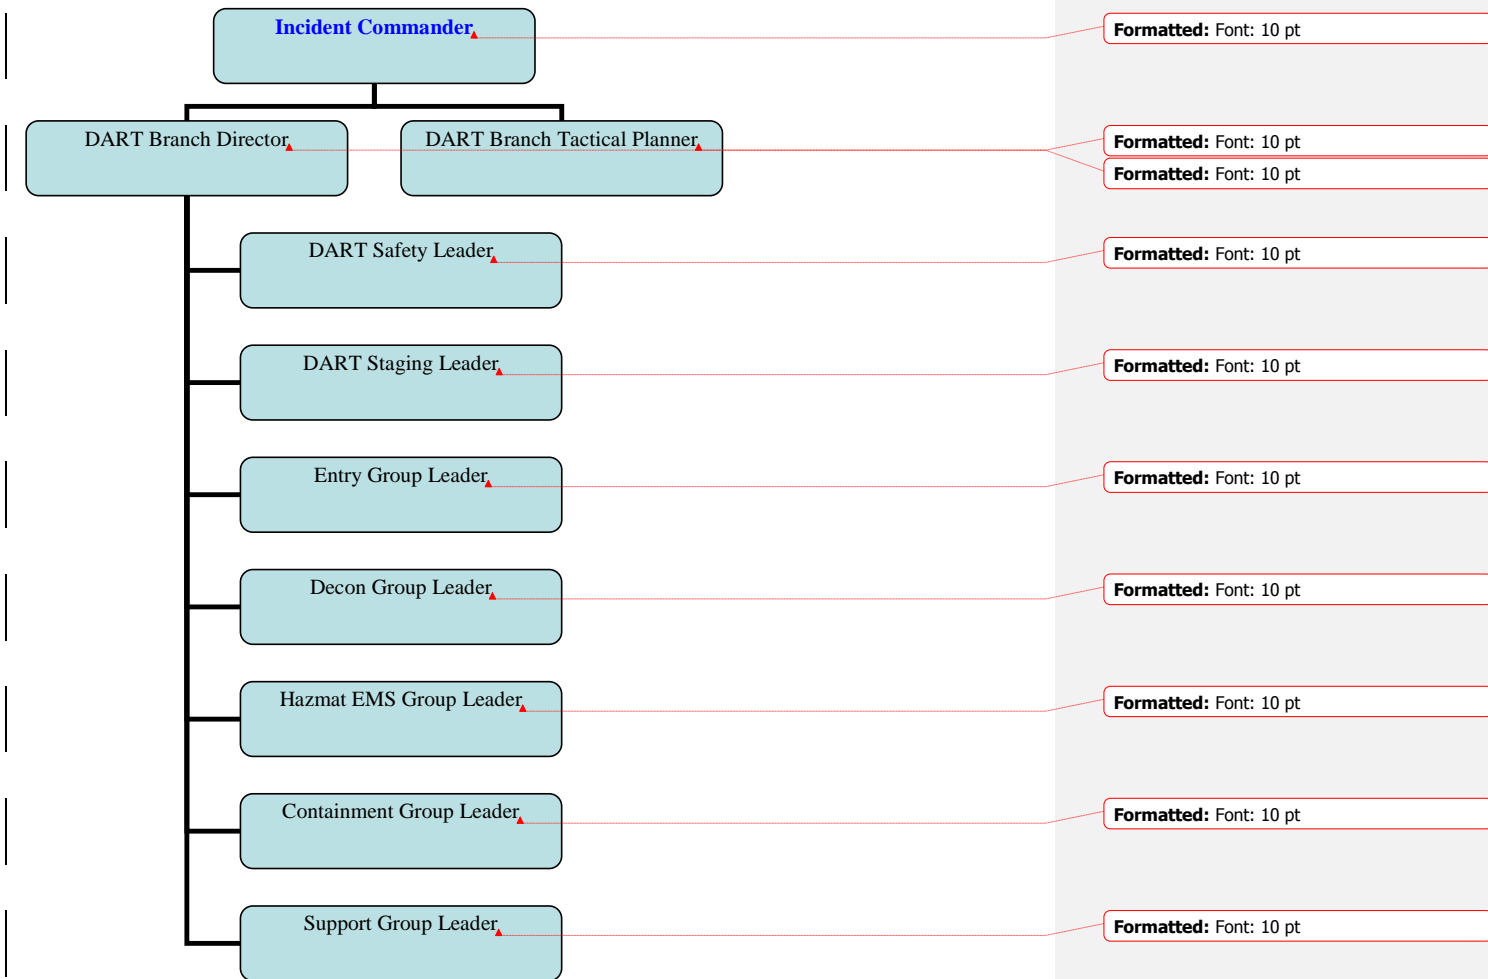 Incident Commander
Formatted: Font: 10 pt
DART Branch Director
DART Branch Tactical Planner
Formatted: Font: 10 pt
Formatted: Font: 10 pt
DART Safety Leader
Formatted: Font: 10 pt
DART Staging Leader
Formatted: Font: 10 pt
Entry Group Leader
Formatted: Font: 10 pt
Decon Group Leader
Formatted: Font: 10 pt
Hazmat EMS Group Leader
Formatted: Font: 10 pt
Containment Group Leader
Formatted: Font: 10 pt
Support Group Leader
Formatted: Font: 10 pt